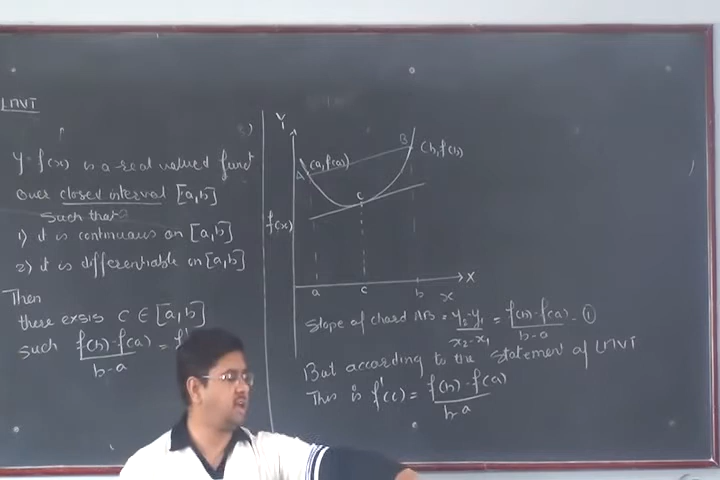 LMVT
y = f(x) is a real valued funct
over closed interval [a,b]
such that
1) it is continuous on [a,b]
2) it is differentiable on [a,b]
Then
there exsis C ∈ [a,b]
such f(b)-f(a)/b-a = f'
Y
A (a,f(a)) B (b,f(b))
C
f(x)
X
a c b x
Slope of chord AB = y₂-y₁/x₂-x₁ = f(b)-f(a)/b-a - ①
But according to the statement of LMVT
This is f'(c) = f(b)-f(a)/b-a